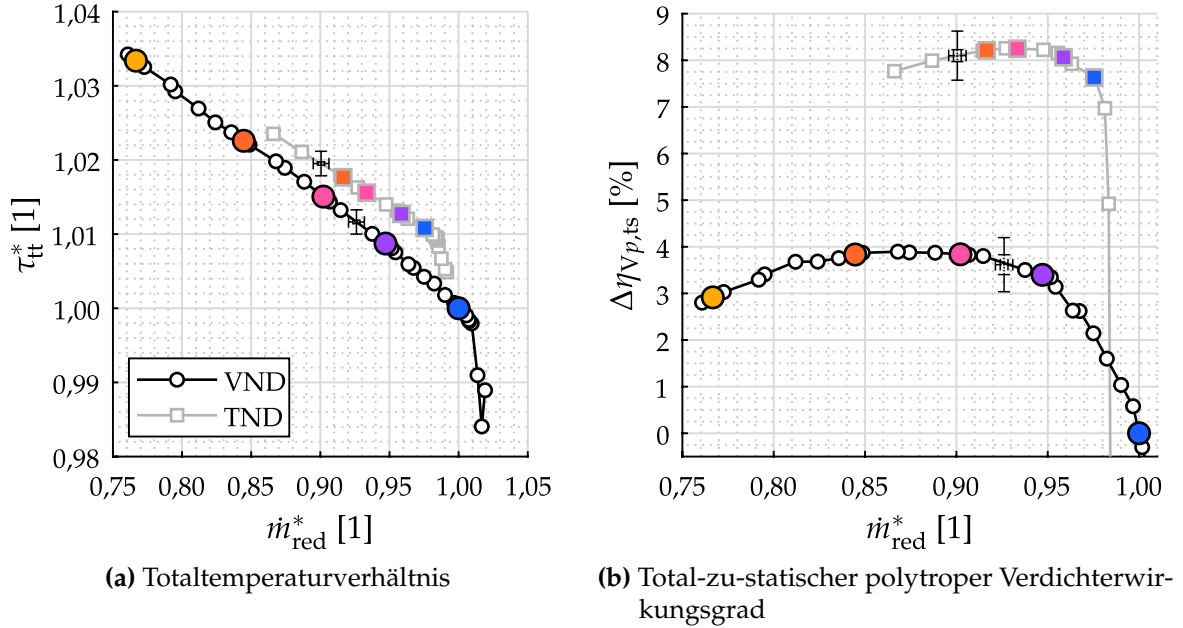 1,04
1,03
1,02
1,01
1,00
0,99
0,98
τ*tt [1]
VND
TND
0,75 0,80 0,85 0,90 0,95 1,00 1,05
ṁ*red [1]
(a) Totaltemperaturverhältnis
9
8
7
6
5
4
3
2
1
0
ΔηVp,ts [%]
0,75 0,80 0,85 0,90 0,95 1,00
ṁ*red [1]
(b) Total-zu-statischer polytroper Verdichterwir-
kungsgrad